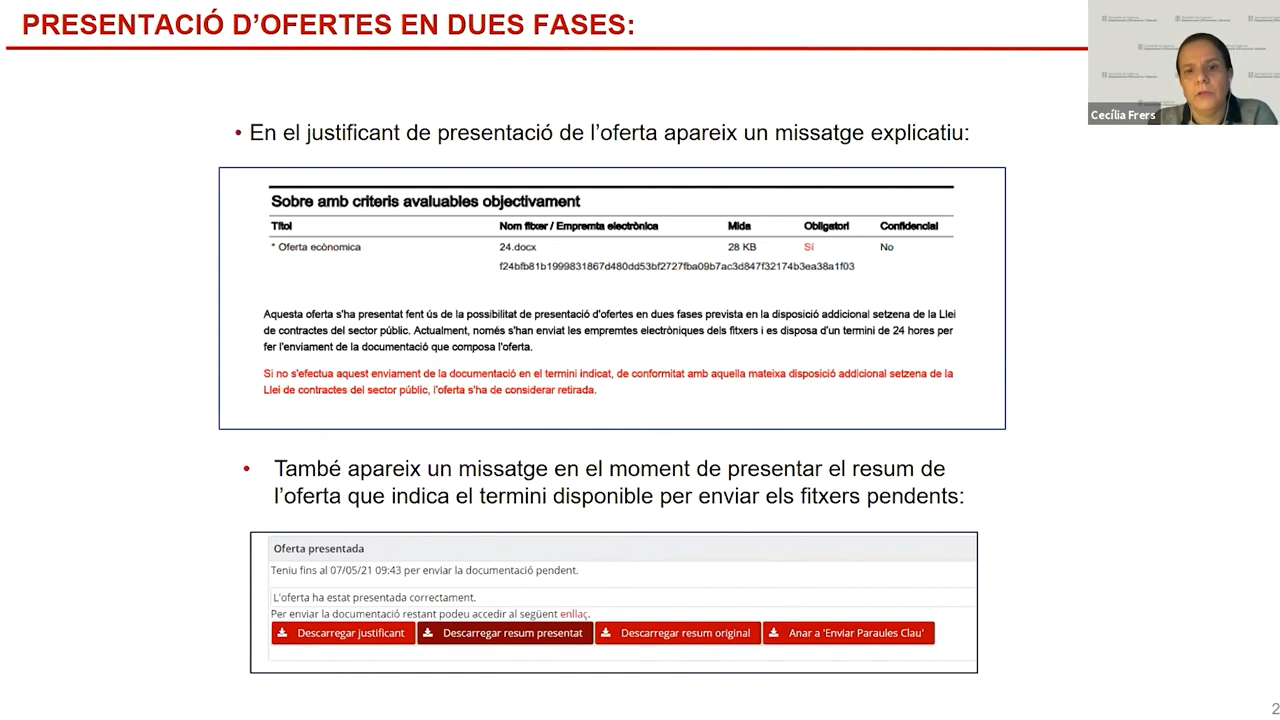 PRESENTACIÓ D'OFERTES EN DUES FASES:
Cecília Frers
• En el justificant de presentació de l'oferta apareix un missatge explicatiu:
Sobre amb criteris avaluables objectivament
Títol Nom fitxer / Empremta electrònica Mida Obligatori Confidencial
* Oferta ecònomica 24.docx 28 KB Sí No
f24bfb81b1999831867d480dd53bf2727fba09b7ac3d847f32174b3ea38a1f03
Aquesta oferta s'ha presentat fent ús de la possibilitat de presentació d'ofertes en dues fases prevista en la disposició addicional setzena de la Llei
de contractes del sector públic. Actualment, només s'han enviat les empremtes electròniques dels fitxers i es disposa d'un termini de 24 hores per
fer l'enviament de la documentació que composa l'oferta.
Si no s'efectua aquest enviament de la documentació en el termini indicat, de conformitat amb aquella mateixa disposició addicional setzena de la
Llei de contractes del sector públic, l'oferta s'ha de considerar retirada.
• També apareix un missatge en el moment de presentar el resum de
l'oferta que indica el termini disponible per enviar els fitxers pendents:
Oferta presentada
Teniu fins al 07/05/21 09:43 per enviar la documentació pendent.
L'oferta ha estat presentada correctament.
Per enviar la documentació restant podeu accedir al següent enllaç.
Descarregar justificant Descarregar resum presentat Descarregar resum original Anar a 'Enviar Paraules Clau'
2